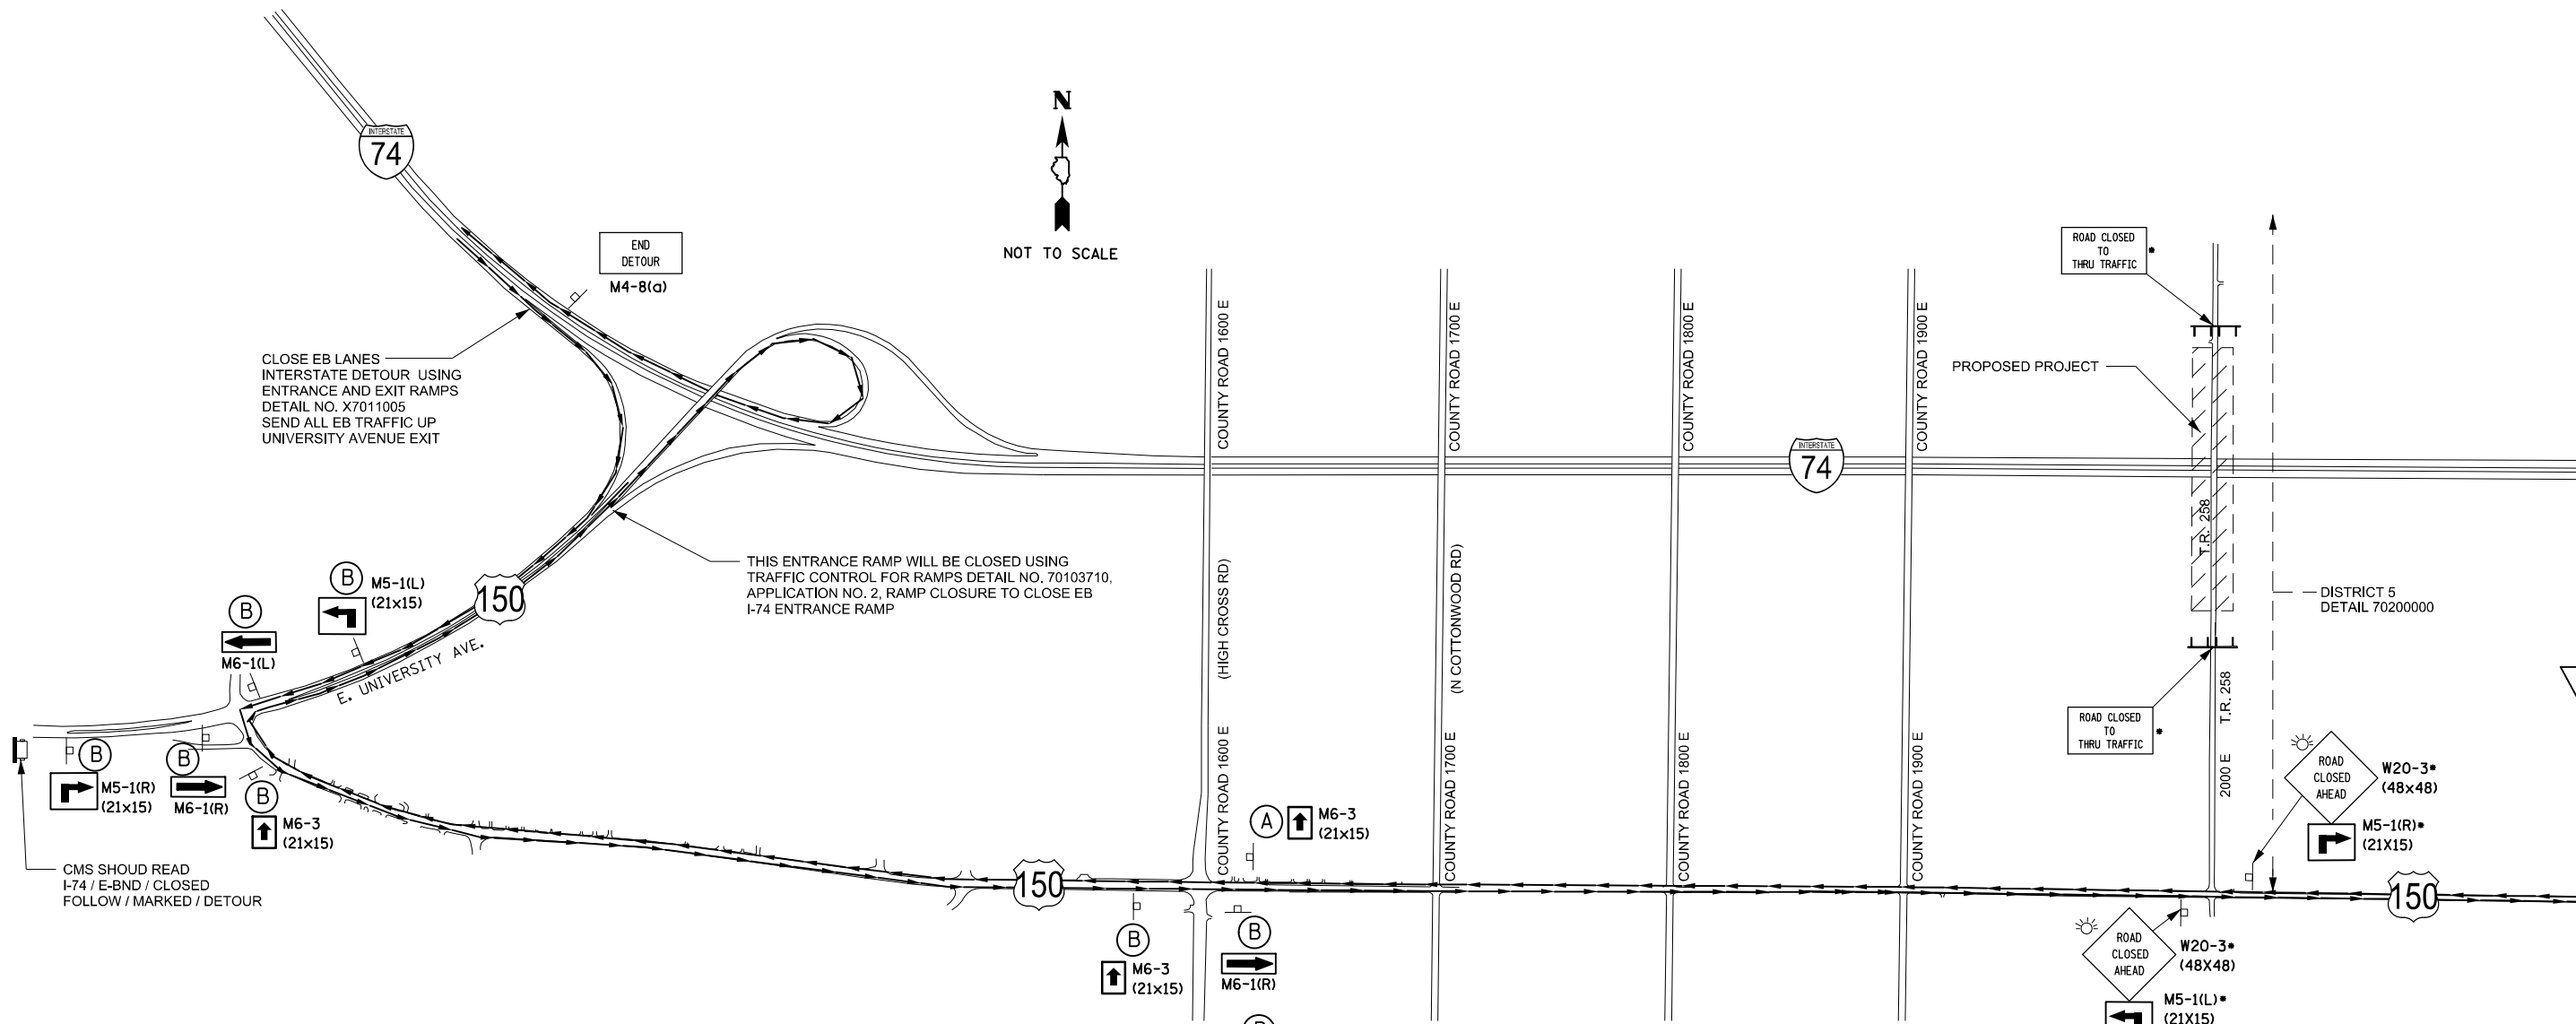 INTERSTATE
74
N
NOT TO SCALE
END
DETOUR
M4-8(a)
CLOSE EB LANES
INTERSTATE DETOUR USING
ENTRANCE AND EXIT RAMPS
DETAIL NO. X7011005
SEND ALL EB TRAFFIC UP
UNIVERSITY AVENUE EXIT
COUNTY ROAD 1600 E
COUNTY ROAD 1700 E
COUNTY ROAD 1800 E
COUNTY ROAD 1900 E
ROAD CLOSED
TO
THRU TRAFFIC
*
PROPOSED PROJECT
INTERSTATE
74
T.R. 258
DISTRICT 5
DETAIL 70200000
THIS ENTRANCE RAMP WILL BE CLOSED USING
TRAFFIC CONTROL FOR RAMPS DETAIL NO. 70103710,
APPLICATION NO. 2, RAMP CLOSURE TO CLOSE EB
I-74 ENTRANCE RAMP
(HIGH CROSS RD)
(N COTTONWOOD RD)
B
M5-1(L)
(21x15)
150
B
M6-1(L)
E. UNIVERSITY AVE.
B
M5-1(R)
(21x15)
B
M6-1(R)
B
M6-3
(21x15)
CMS SHOUD READ
I-74 / E-BND / CLOSED
FOLLOW / MARKED / DETOUR
COUNTY ROAD 1600 E
COUNTY ROAD 1700 E
COUNTY ROAD 1800 E
COUNTY ROAD 1900 E
A
M6-3
(21x15)
150
B
M6-3
(21x15)
B
M6-1(R)
B
ROAD CLOSED
TO
THRU TRAFFIC
*
T.R. 258
2000 E
ROAD
CLOSED
AHEAD
W20-3*
(48x48)
M5-1(R)*
(21X15)
150
ROAD
CLOSED
AHEAD
W20-3*
(48X48)
M5-1(L)*
(21X15)